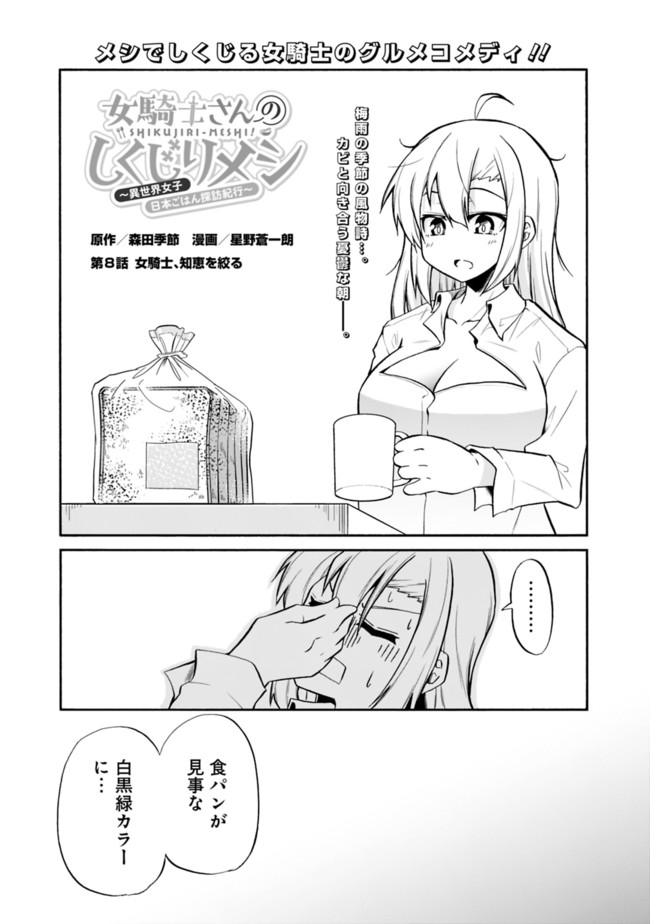 メシでしくじる女騎士のグルメコメディ!!
女騎士さんの
SHIKUJIRI-MESHI!
しくじりメシ
〜異世界女子
日本ごはん探訪紀行〜
原作／森田季節　漫画／星野蒼一朗
第8話 女騎士、知恵を絞る
梅雨の季節の風物詩…。
カビと向き合う憂鬱な朝――。
………
食パンが
見事な
白黒緑カラー
に…